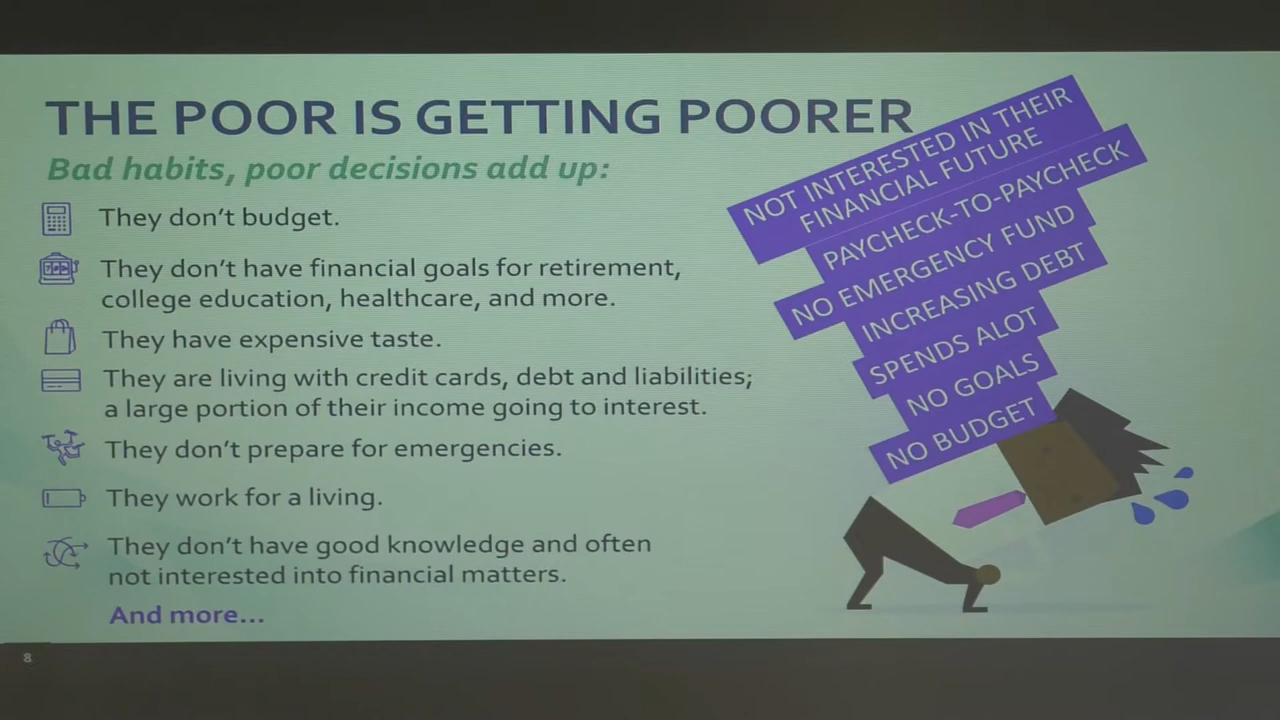 THE POOR IS GETTING POORER
Bad habits, poor decisions add up:
They don't budget.
They don't have financial goals for retirement,
college education, healthcare, and more.
They have expensive taste.
They are living with credit cards, debt and liabilities;
a large portion of their income going to interest.
They don't prepare for emergencies.
They work for a living.
They don't have good knowledge and often
not interested into financial matters.
And more...
NOT INTERESTED IN THEIR
FINANCIAL FUTURE
PAYCHECK-TO-PAYCHECK
NO EMERGENCY FUND
INCREASING DEBT
SPENDS ALOT
NO GOALS
NO BUDGET
8